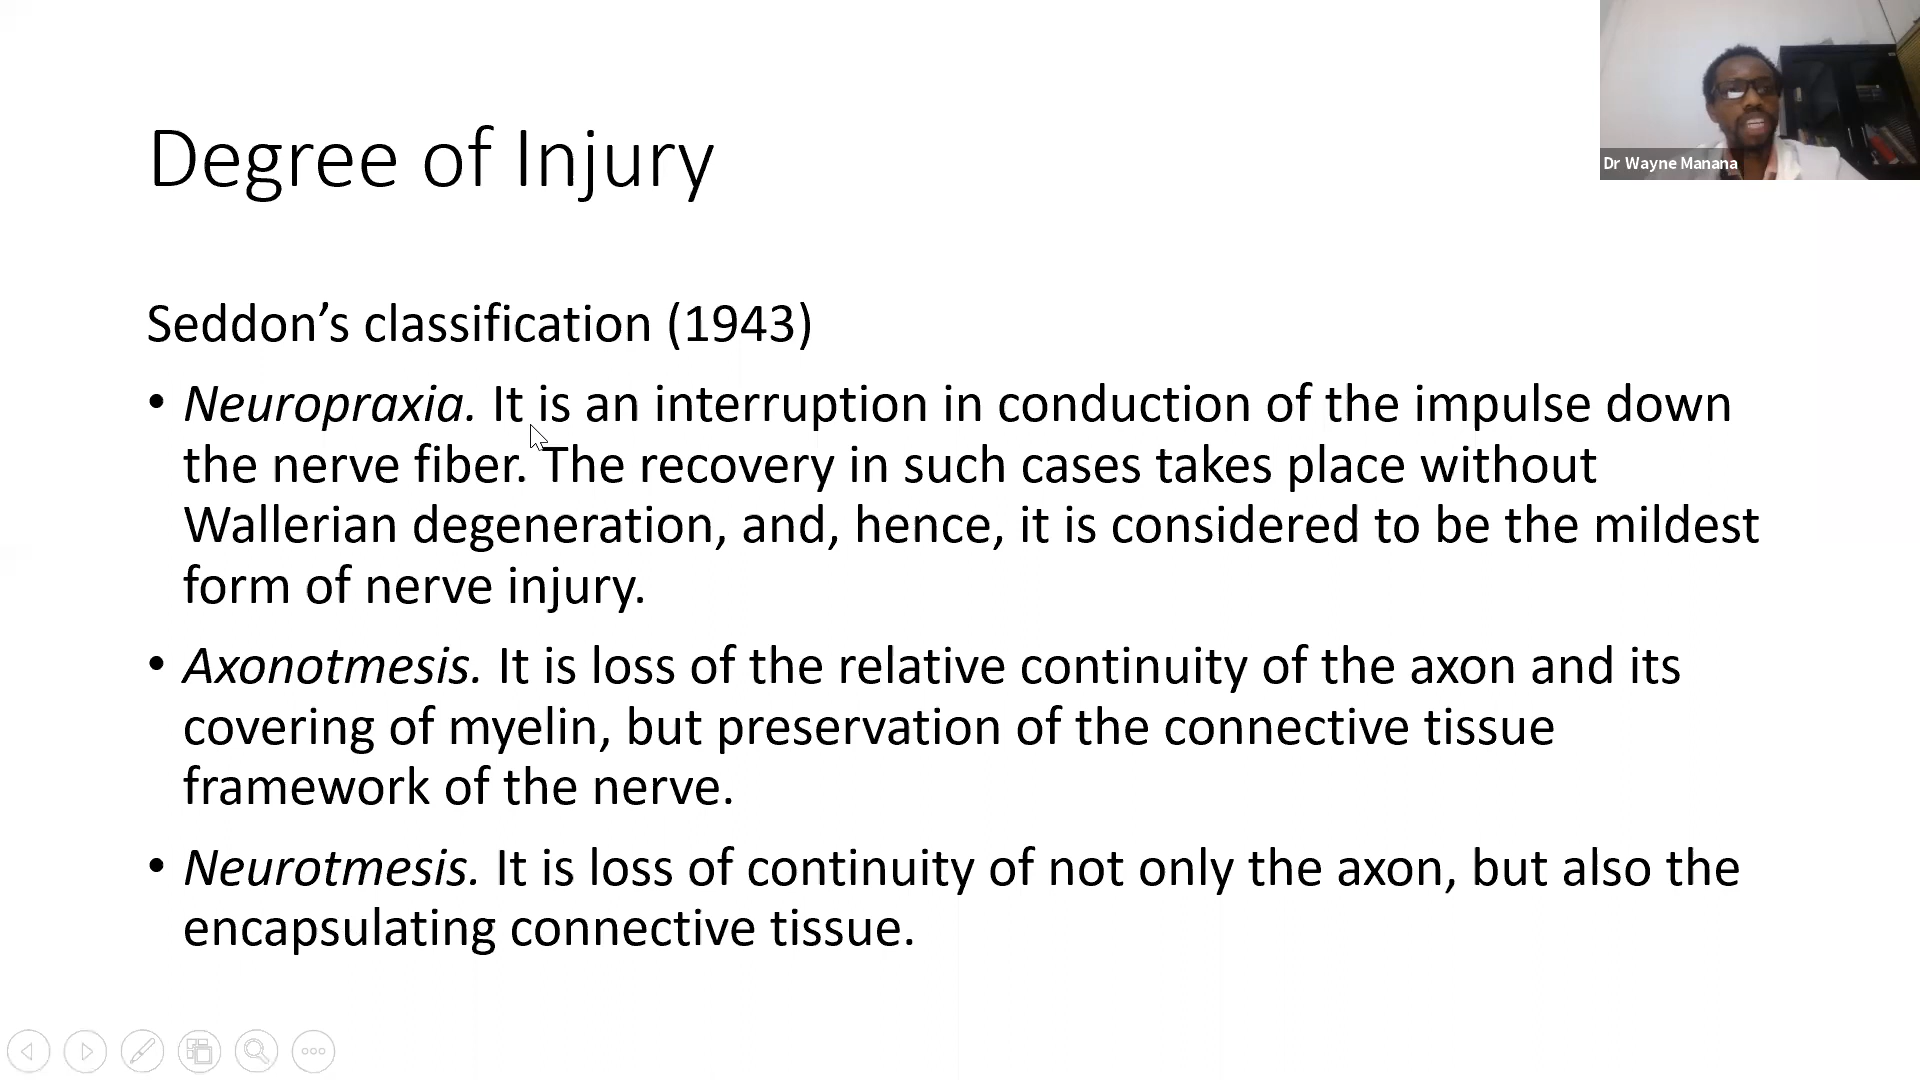 Degree of Injury
Dr Wayne Manana
Seddon’s classification (1943)
• Neuropraxia. It is an interruption in conduction of the impulse down
the nerve fiber. The recovery in such cases takes place without
Wallerian degeneration, and, hence, it is considered to be the mildest
form of nerve injury.
• Axonotmesis. It is loss of the relative continuity of the axon and its
covering of myelin, but preservation of the connective tissue
framework of the nerve.
• Neurotmesis. It is loss of continuity of not only the axon, but also the
encapsulating connective tissue.